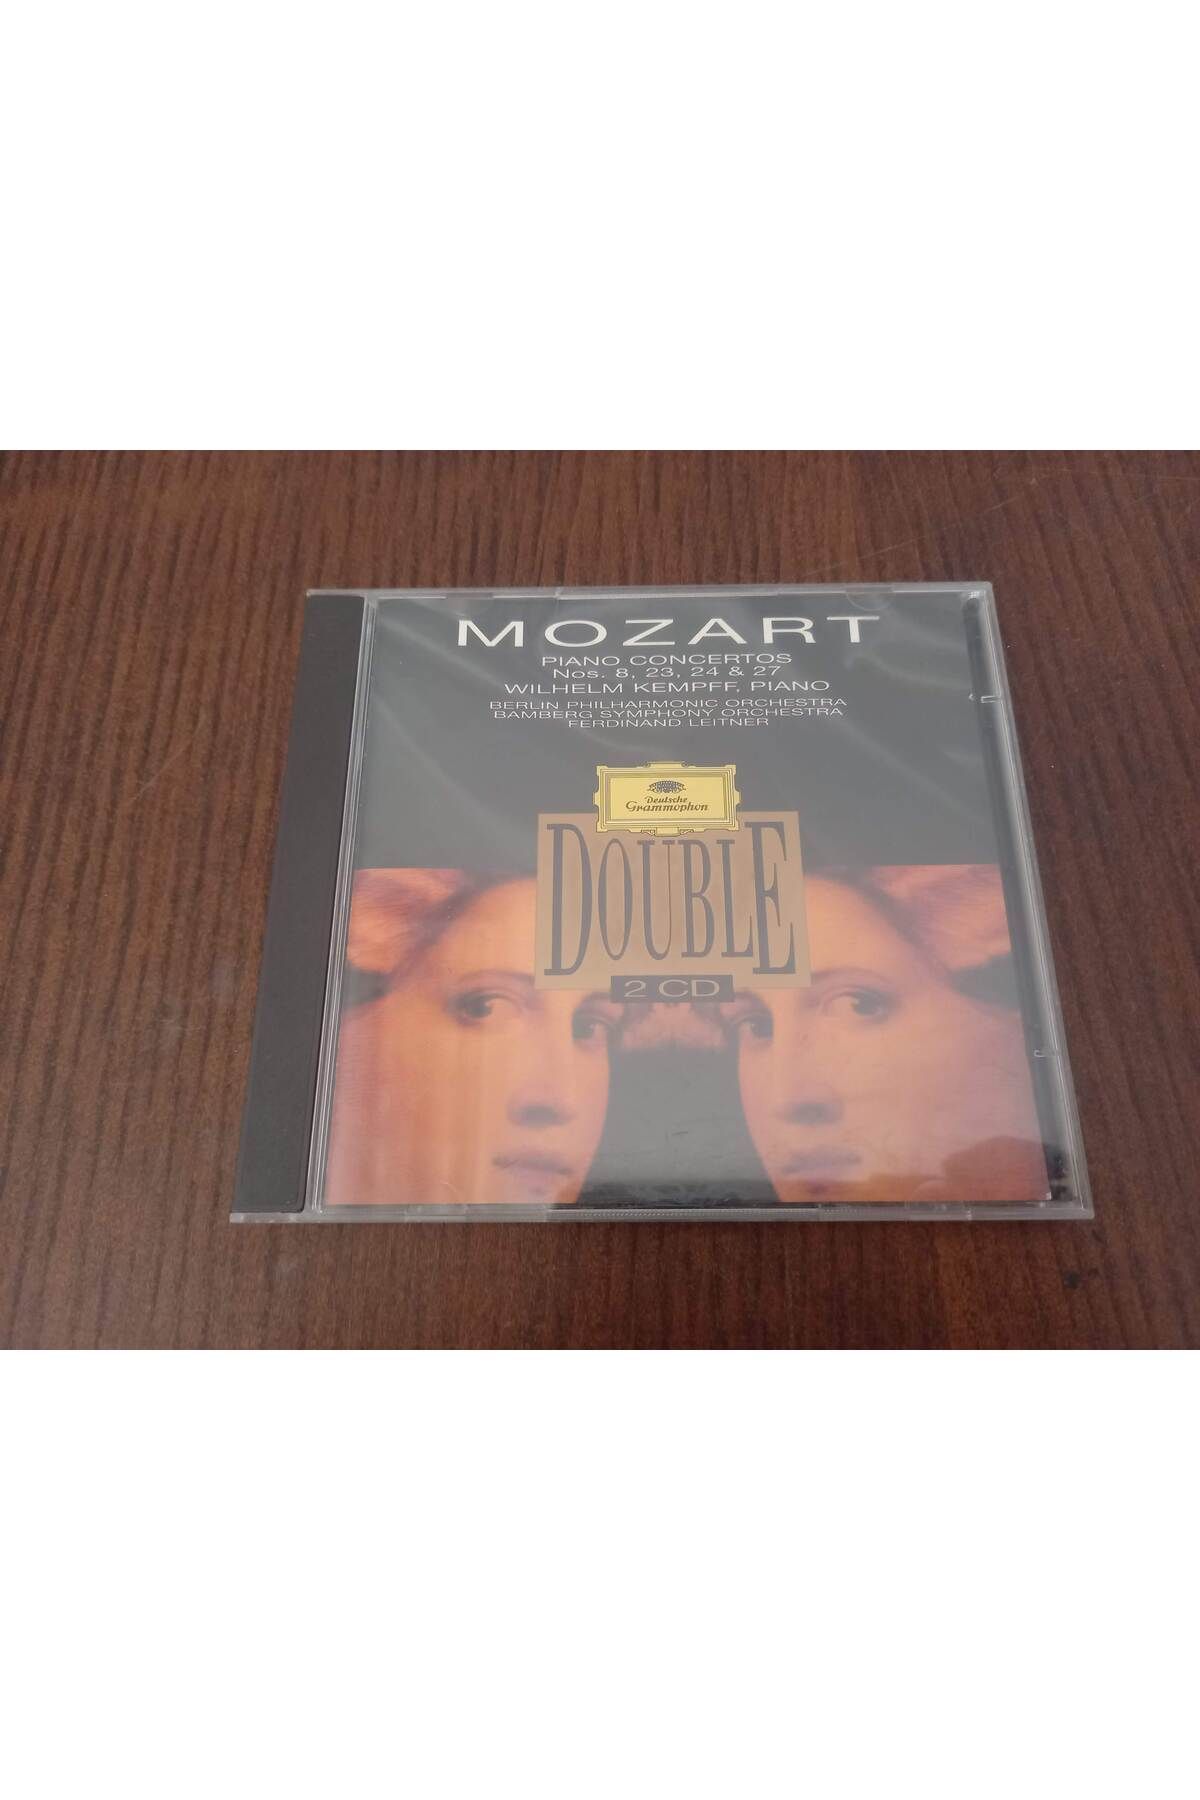 MOZART
PIANO CONCERTOS
Nos. 8, 23, 24 & 27
WILHELM KEMPFF, PIANO
BERLIN PHILHARMONIC ORCHESTRA
BAMBERG SYMPHONY ORCHESTRA
FERDINAND LEITNER
Deutsche
Grammophon
DOUBLE
2 CD